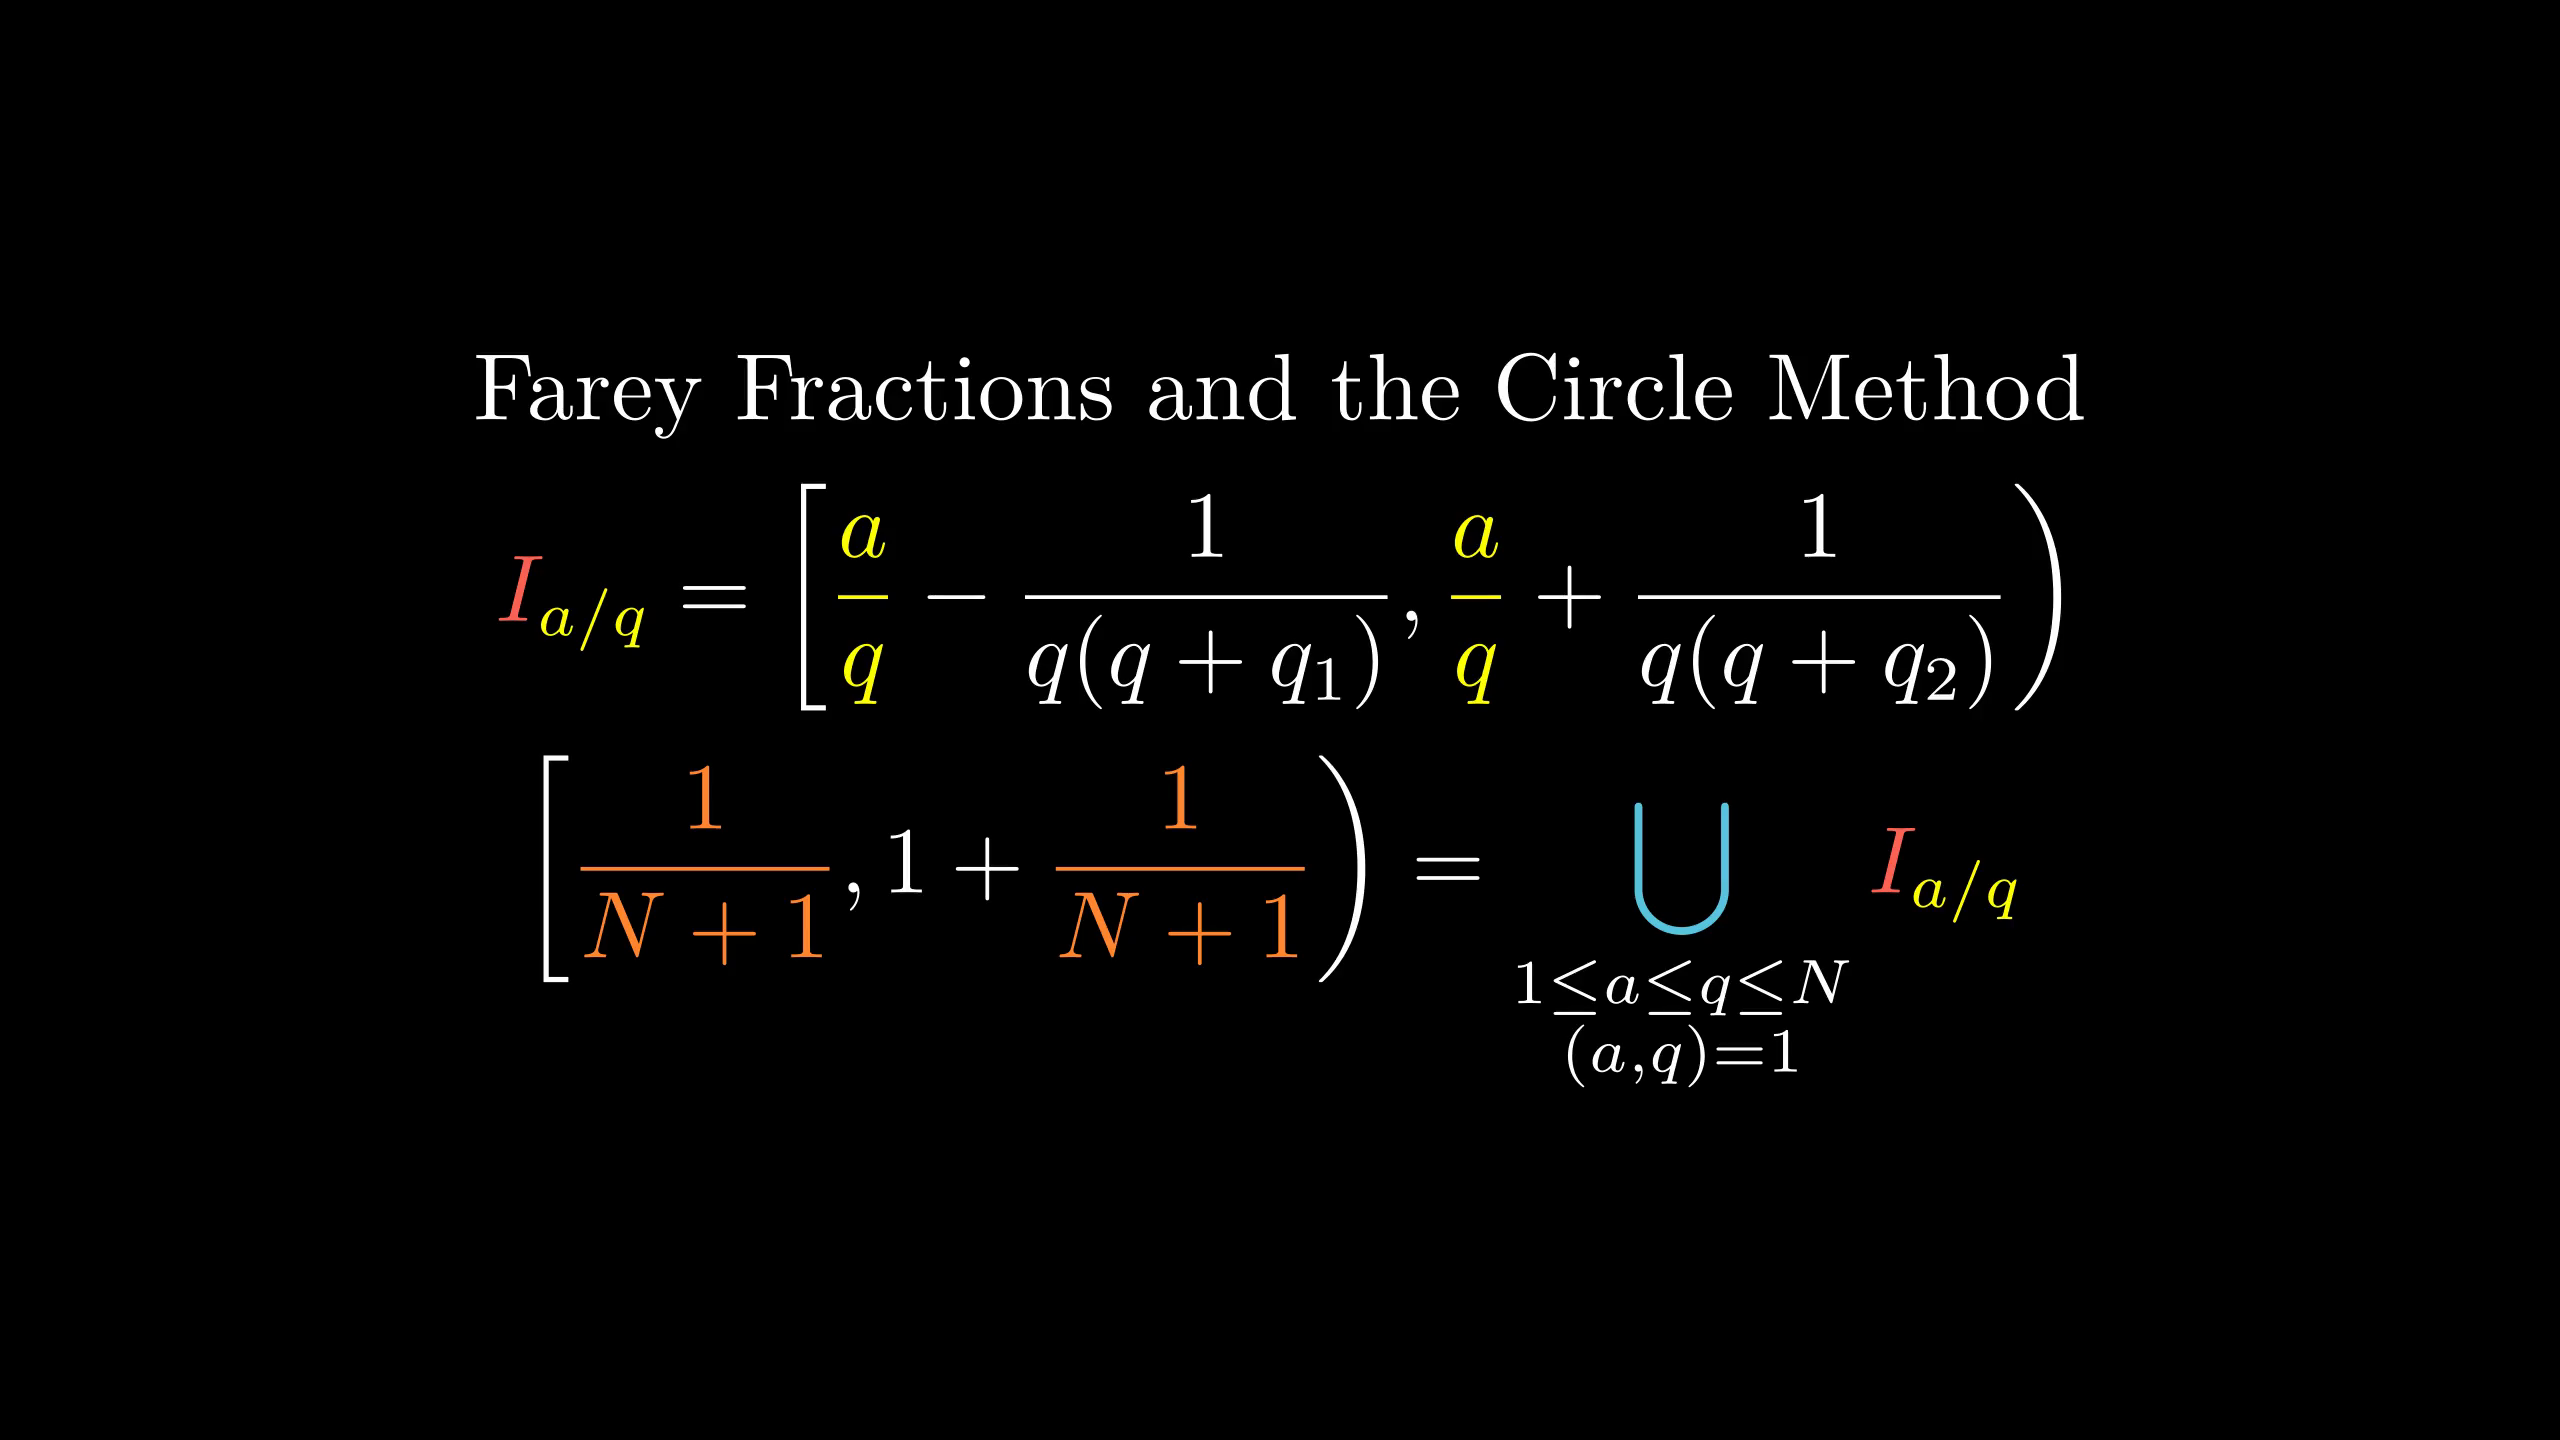 Farey Fractions and the Circle Method
$I_{a/q} = \left[ \frac{a}{q} - \frac{1}{q(q+q_1)}, \frac{a}{q} + \frac{1}{q(q+q_2)} \right)$
$\left[ \frac{1}{N+1}, 1 + \frac{1}{N+1} \right) = \bigcup_{\substack{1 \leq a \leq q \leq N \\ (a,q)=1}} I_{a/q}$